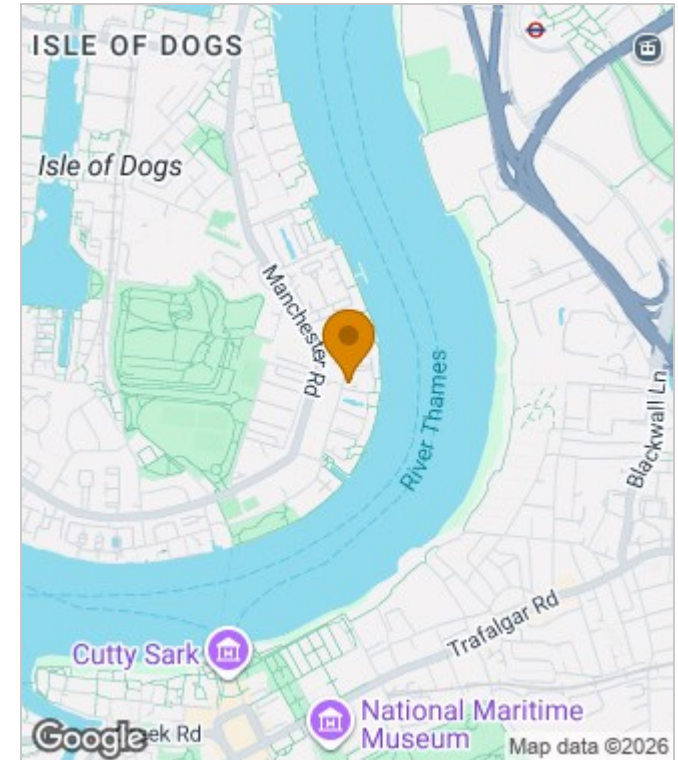 ISLE OF DOGS
Isle of Dogs
Manchester Rd
River Thames
Blackwall Ln
Trafalgar Rd
Cutty Sark
National Maritime
Museum
Rd
Google
Map data ©2026